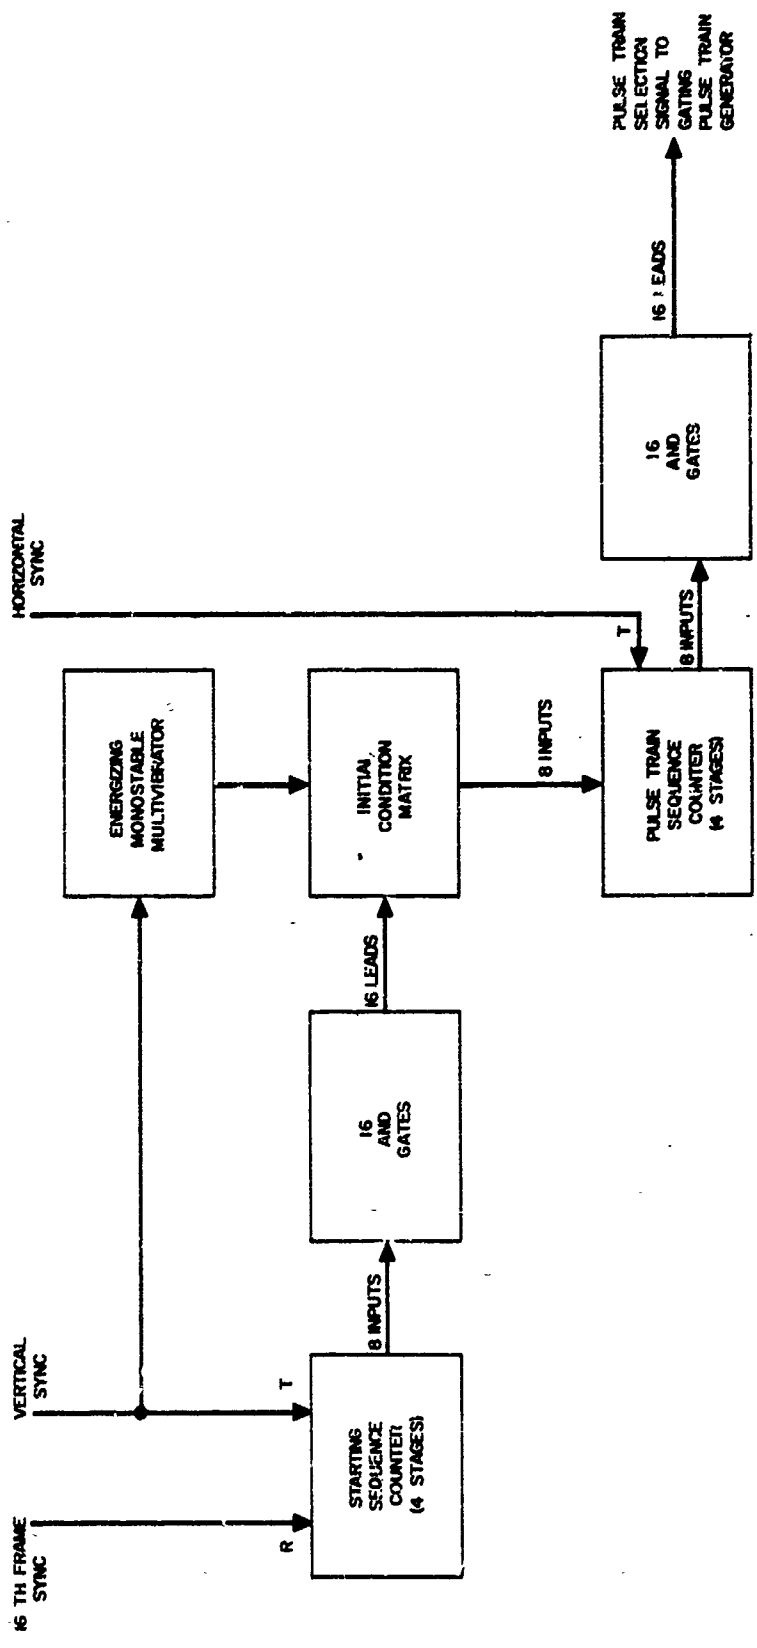 16 TH FRAME
SYNC
VERTICAL
SYNC
HORIZONTAL
SYNC
R
T
STARTING
SEQUENCE
COUNTER
(4 STAGES)
8 INPUTS
16
AND
GATES
16 LEADS
ENERGIZING
MONOSTABLE
MULTIVIBRATOR
INITIAL
CONDITION
MATRIX
8 INPUTS
T
PULSE TRAIN
SEQUENCE
COUNTER
(4 STAGES)
8 INPUTS
16
AND
GATES
16 LEADS
PULSE TRAIN
SELECTION
SIGNAL TO
GATING
PULSE TRAIN
GENERATOR